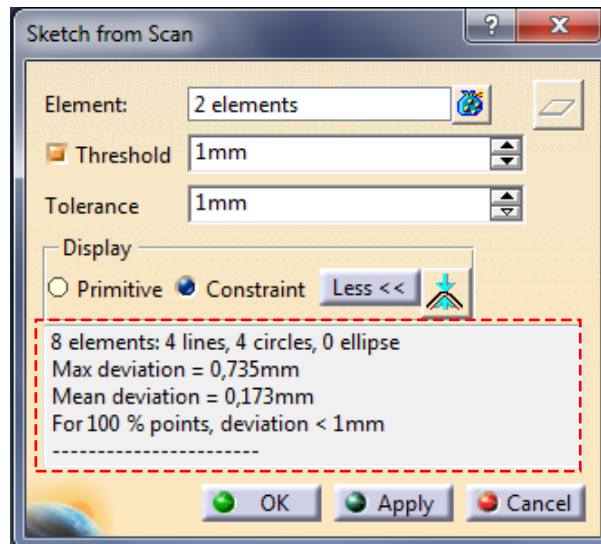 Sketch from Scan
?
X
Element: 2 elements
Threshold 1mm
Tolerance 1mm
Display
Primitive Constraint Less <<
8 elements: 4 lines, 4 circles, 0 ellipse
Max deviation = 0,735mm
Mean deviation = 0,173mm
For 100 % points, deviation < 1mm
-----------------------
OK Apply Cancel